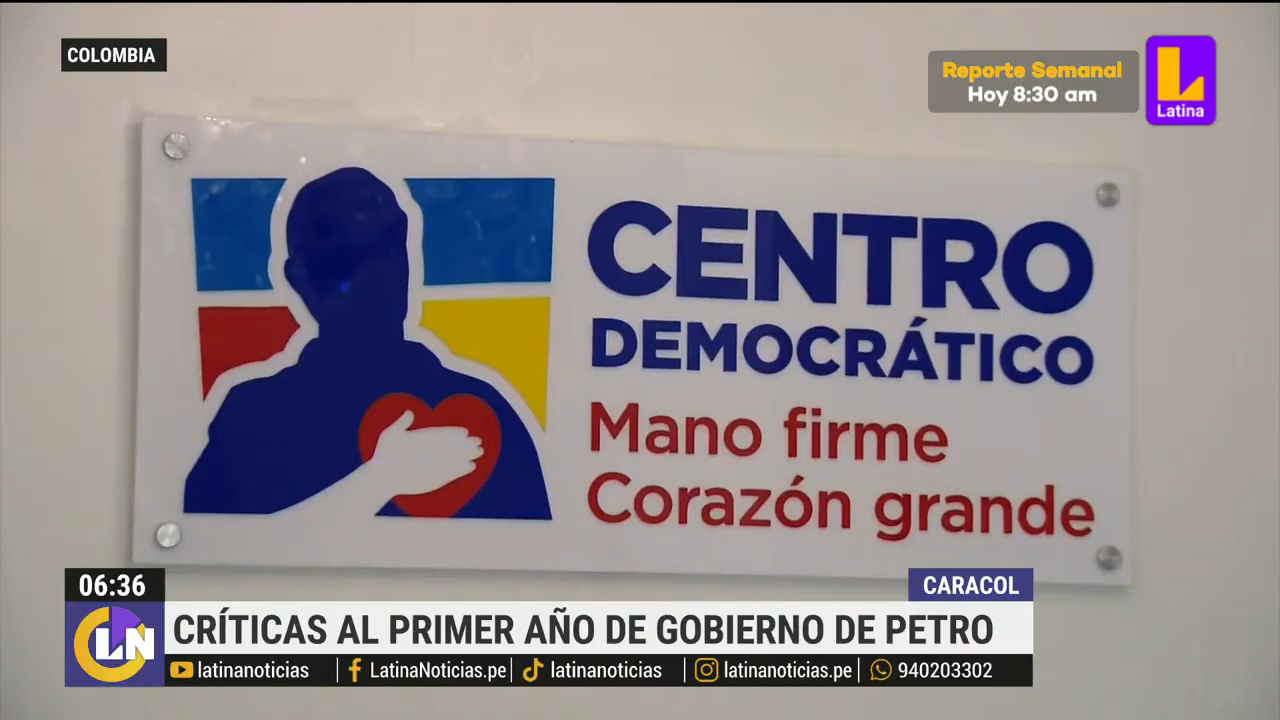 COLOMBIA
Reporte Semanal
Hoy 8:30 am
Latina
CENTRO
DEMOCRÁTICO
Mano firme
Corazón grande
06:36
CARACOL
LN
CRÍTICAS AL PRIMER AÑO DE GOBIERNO DE PETRO
latinanoticias
LatinaNoticias.pe
latinanoticias
latinanoticias.pe
940203302